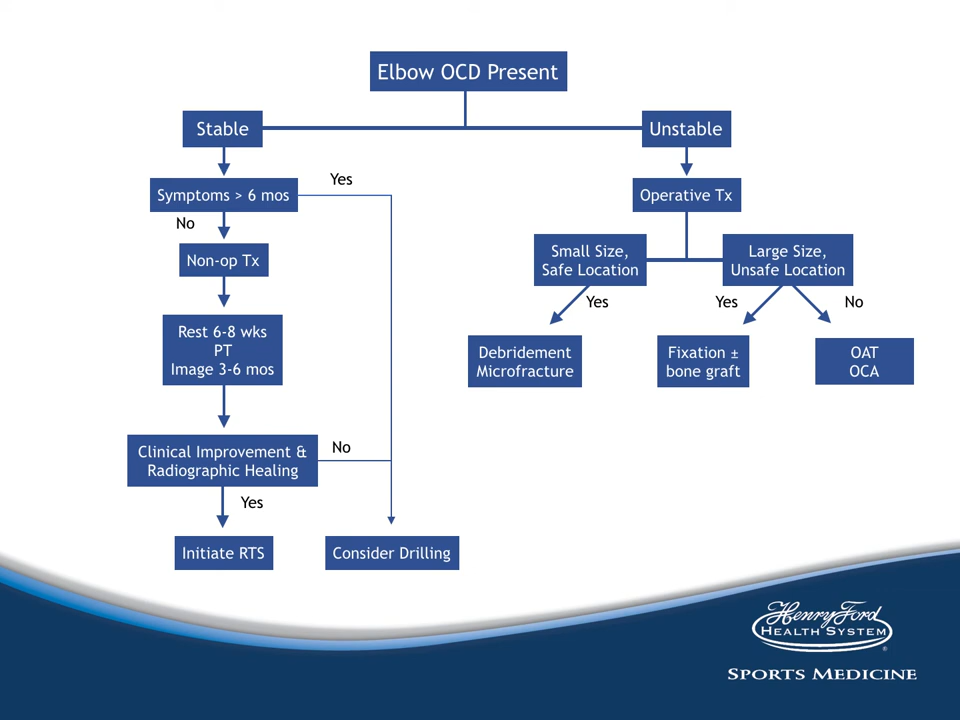 Elbow OCD Present
Stable
Unstable
Symptoms > 6 mos
Yes
Operative Tx
No
Non-op Tx
Small Size,
Safe Location
Large Size,
Unsafe Location
Yes
Yes
No
Rest 6-8 wks
PT
Image 3-6 mos
Debridement
Microfracture
Fixation ±
bone graft
OAT
OCA
Clinical Improvement &
Radiographic Healing
No
Yes
Initiate RTS
Consider Drilling
Henry Ford
HEALTH SYSTEM
®
SPORTS MEDICINE